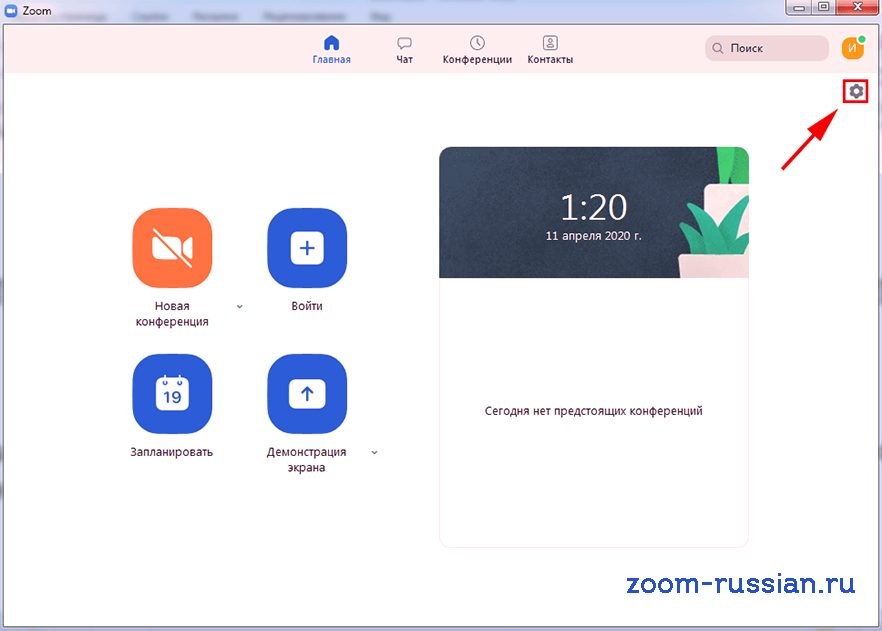 Zoom
Главная
Чат
Конференции
Контакты
Поиск
И
1:20
11 апреля 2020 г.
Новая
конференция
Войти
19
Запланировать
Демонстрация
экрана
Сегодня нет предстоящих конференций
zoom-russian.ru